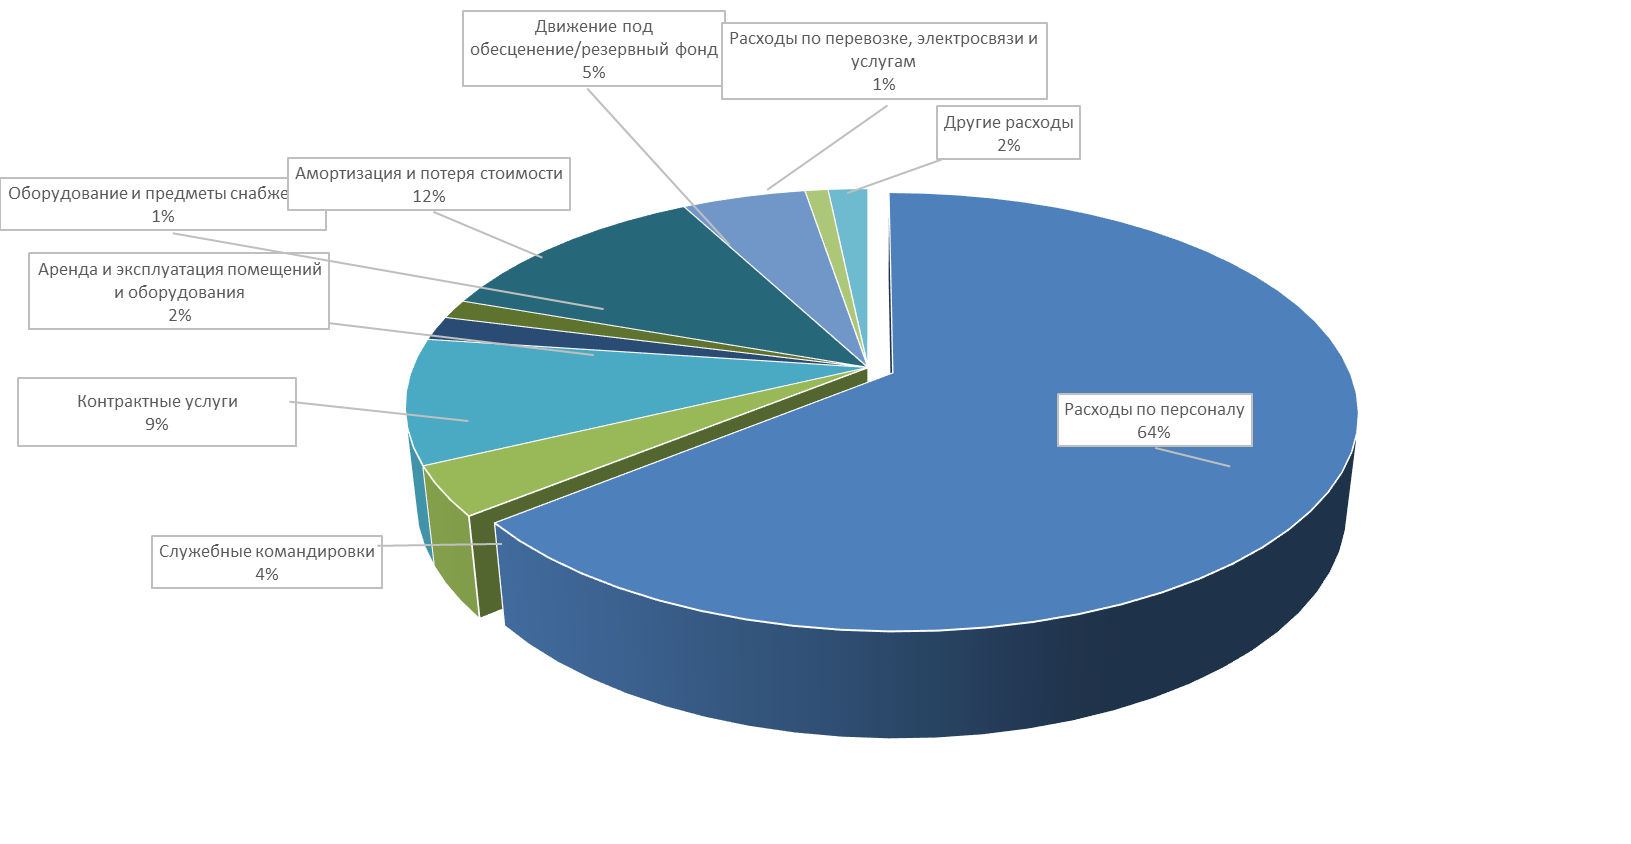 Движение под
обесценение/резервный фонд
5%
Расходы по перевозке, электросвязи и
услугам
1%
Другие расходы
2%
Амортизация и потеря стоимости
12%
Оборудование и предметы снабже
1%
Аренда и эксплуатация помещений
и оборудования
2%
Контрактные услуги
9%
Расходы по персоналу
64%
Служебные командировки
4%